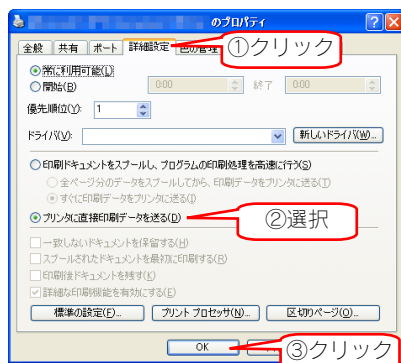 のプロパティ
全般 共有 ポート 詳細設定 色の管理 ①クリック
常に利用可能(L)
開始(B) 0:00 終了 0:00
優先順位(Y): 1
ドライバ(V): 新しいドライバ(W)...
印刷ドキュメントをスプールし、プログラムの印刷処理を高速に行う(S)
全ページ分のデータをスプールしてから、印刷データをプリンタに送る(T)
すぐに印刷データをプリンタに送る(I)
プリンタに直接印刷データを送る(D) ②選択
一致しないドキュメントを保留する(H)
スプールされたドキュメントを最初に印刷する(R)
印刷後ドキュメントを残す(K)
詳細な印刷機能を有効にする(E)
標準の設定(F)... プリント プロセッサ(N)... 区切りページ(O)...
OK ③クリック